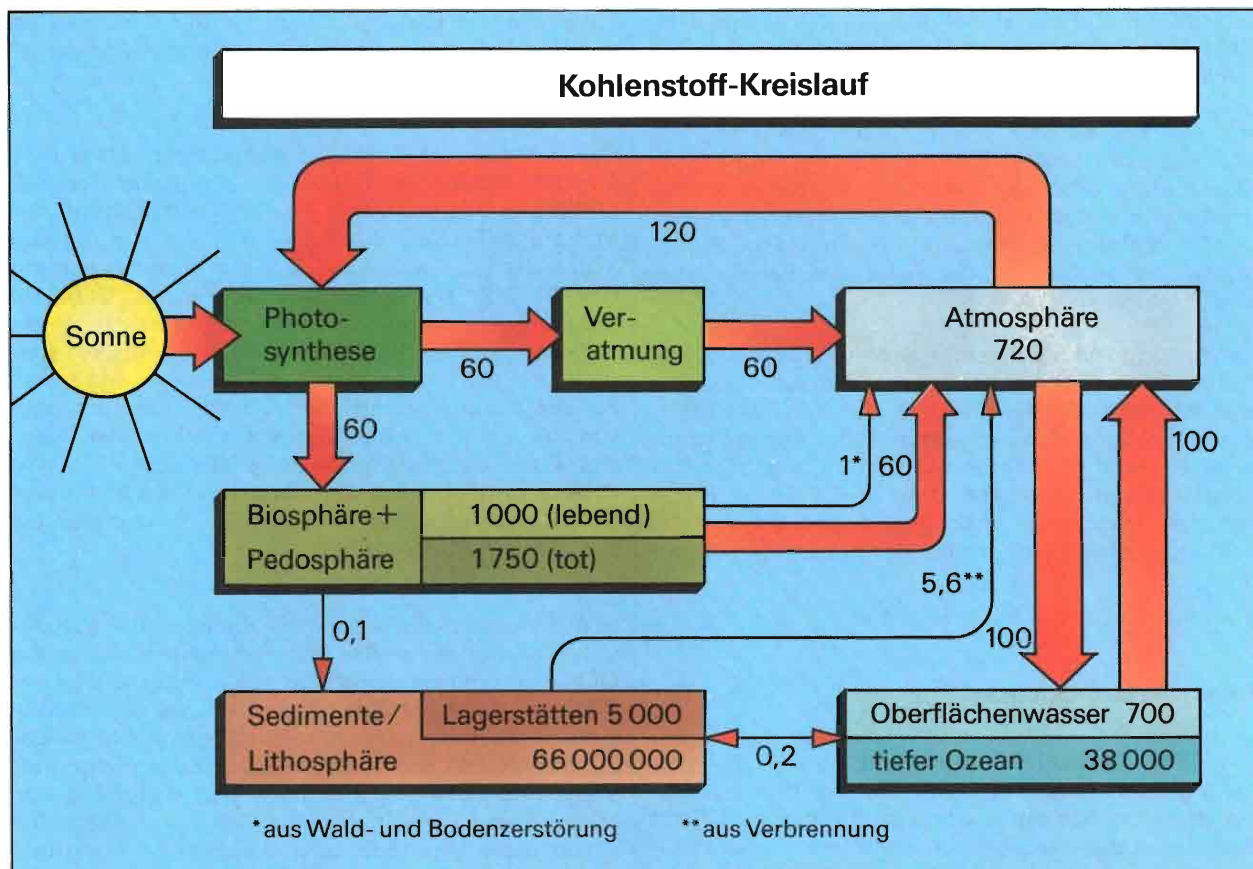 Kohlenstoff-Kreislauf
120
Sonne
Photo-
synthese
60
Ver-
atmung
60
Atmosphäre
720
60
1*
60
100
Biosphäre +
Pedosphäre
1000 (lebend)
1750 (tot)
5,6**
0,1
100
Sedimente/
Lithosphäre
Lagerstätten 5 000
66 000 000
0,2
Oberflächenwasser 700
tiefer Ozean 38 000
*aus Wald- und Bodenzerstörung **aus Verbrennung